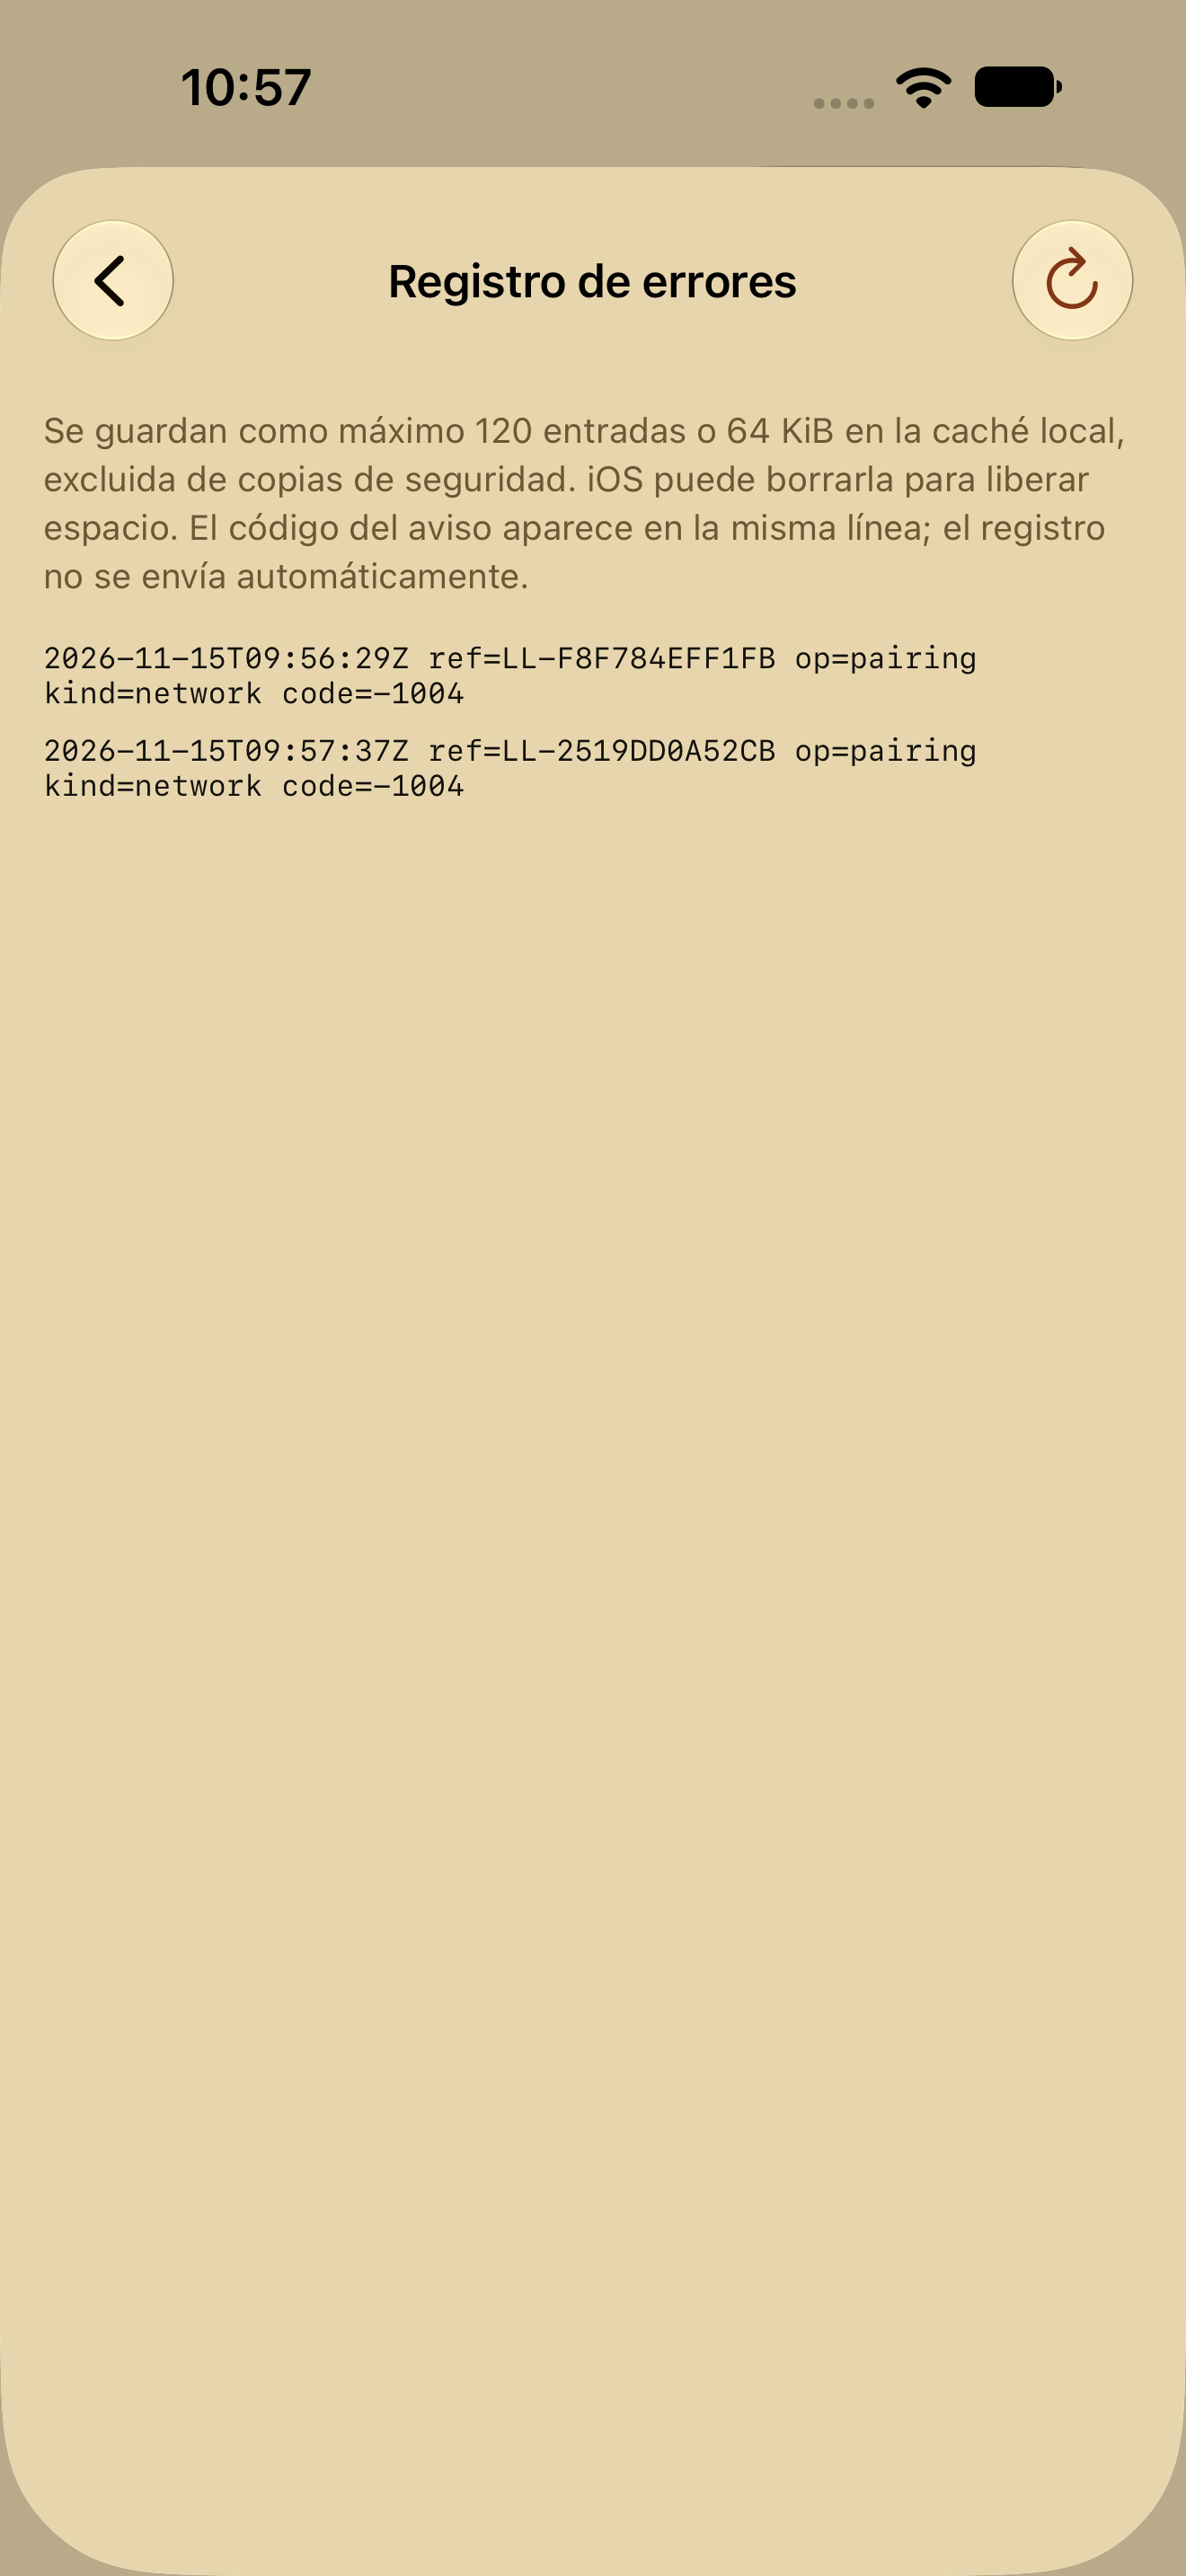 10:57
Registro de errores
Se guardan como máximo 120 entradas o 64 KiB en la caché local,
excluida de copias de seguridad. iOS puede borrarla para liberar
espacio. El código del aviso aparece en la misma línea; el registro
no se envía automáticamente.
2026-11-15T09:56:29Z ref=LL-F8F784EFF1FB op=pairing
kind=network code=-1004
2026-11-15T09:57:37Z ref=LL-2519DD0A52CB op=pairing
kind=network code=-1004